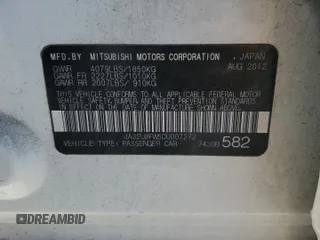 MFD.BY MITSUBISHI MOTORS CORPORATION, JAPAN
GVWR 4079LBS/1850KG AUG 2012
GAWR FR 2227LBS/1010KG
GAWR RR 2007LBS/ 910KG
THIS VEHICLE CONFORMS TO ALL APPLICABLE
FEDERAL MOTOR VEHICLE SAFETY, BUMPER, AND
THEFT PREVENTION STANDARDS IN EFFECT ON THE
DATE OF MANUFACTURE SHOWN ABOVE.
VEHICLE TYPE: PASSENGER CAR 582
DREAMBID